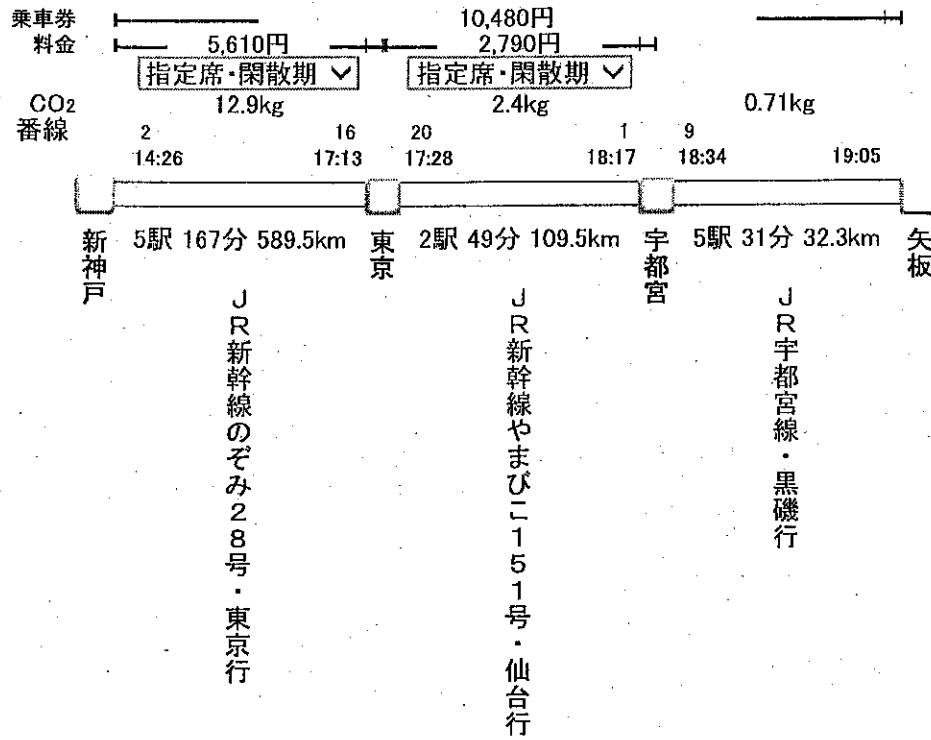 乗車券 10,480円
料金 5,610円 2,790円
指定席・閑散期 指定席・閑散期
CO2 12.9kg 2.4kg 0.71kg
番線 2 16 20 1 9
14:26 17:13 17:28 18:17 18:34 19:05
新神戸 5駅 167分 589.5km 東京 2駅 49分 109.5km 宇都宮 5駅 31分 32.3km 矢板
JR新幹線のぞみ28号・東京行
JR新幹線やまびこ151号・仙台行
JR宇都宮線・黒磯行